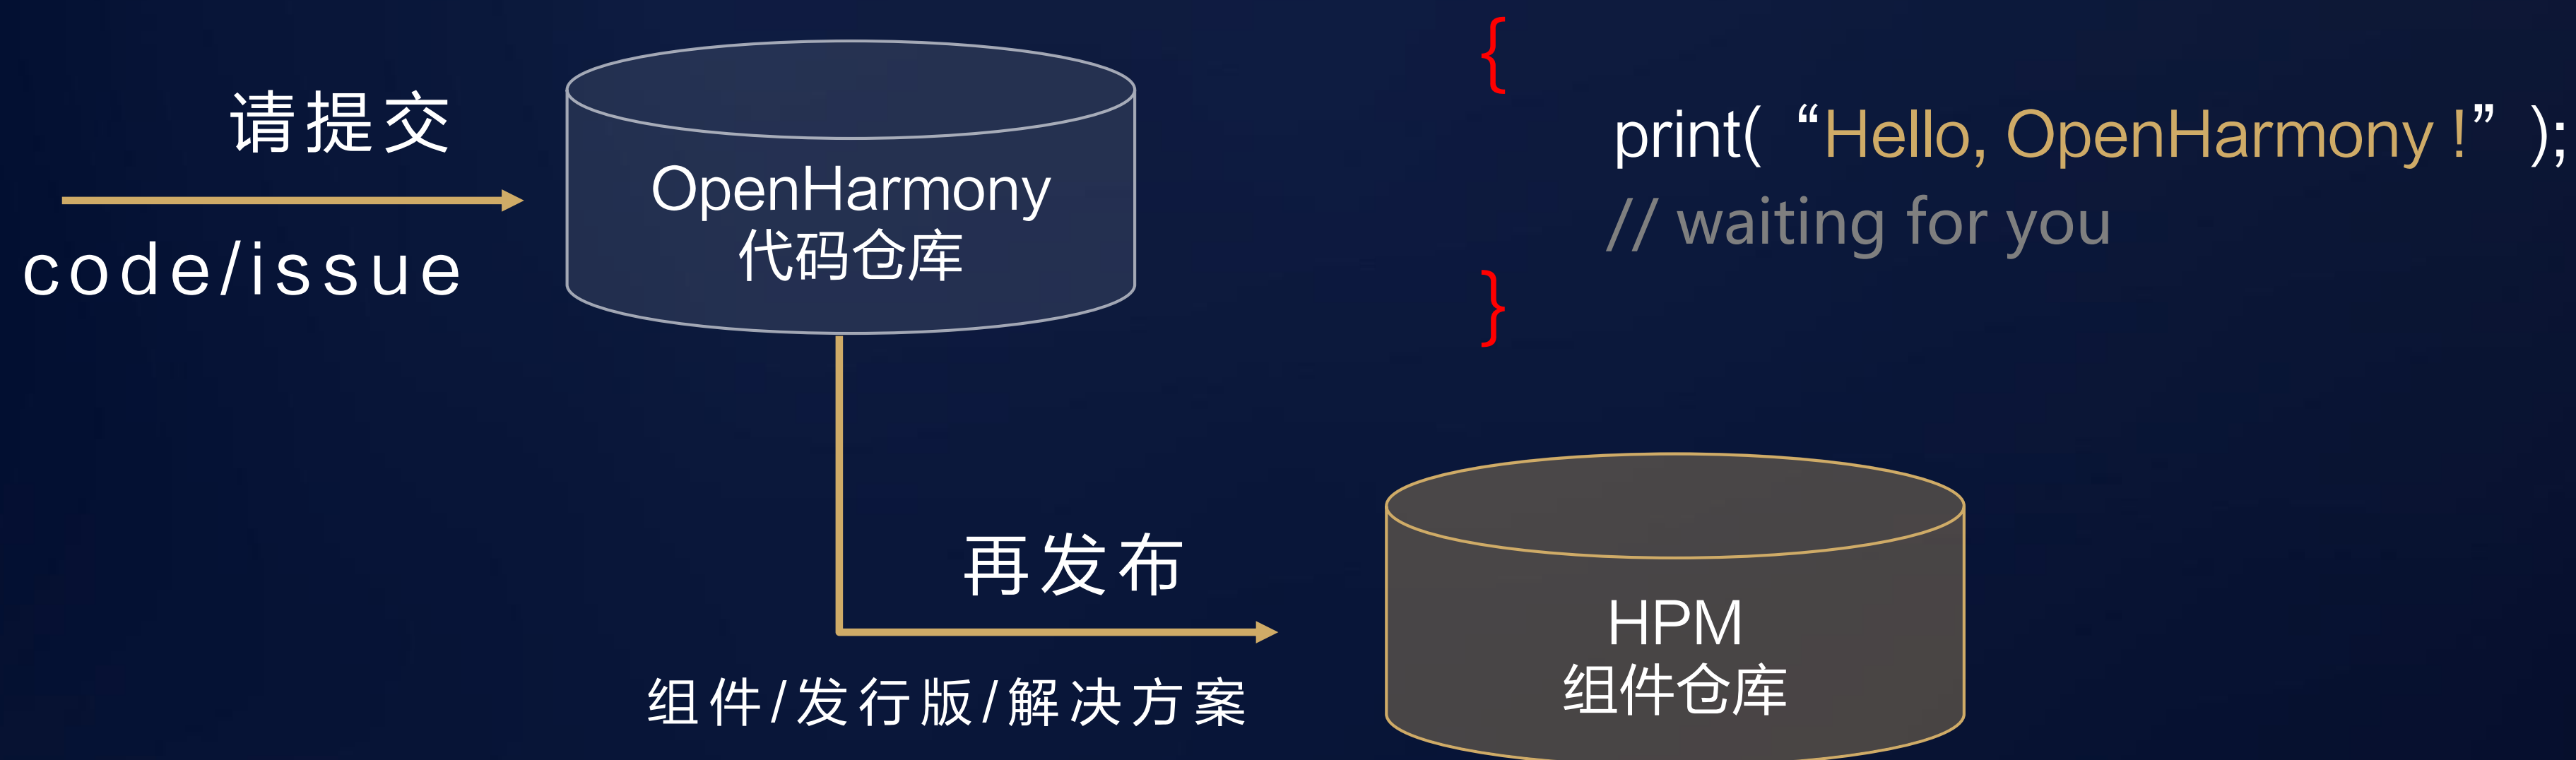 请提交
code/issue
OpenHarmony
代码仓库
{
print( “Hello, OpenHarmony !” );
// waiting for you
}
再发布
组件/发行版/解决方案
HPM
组件仓库